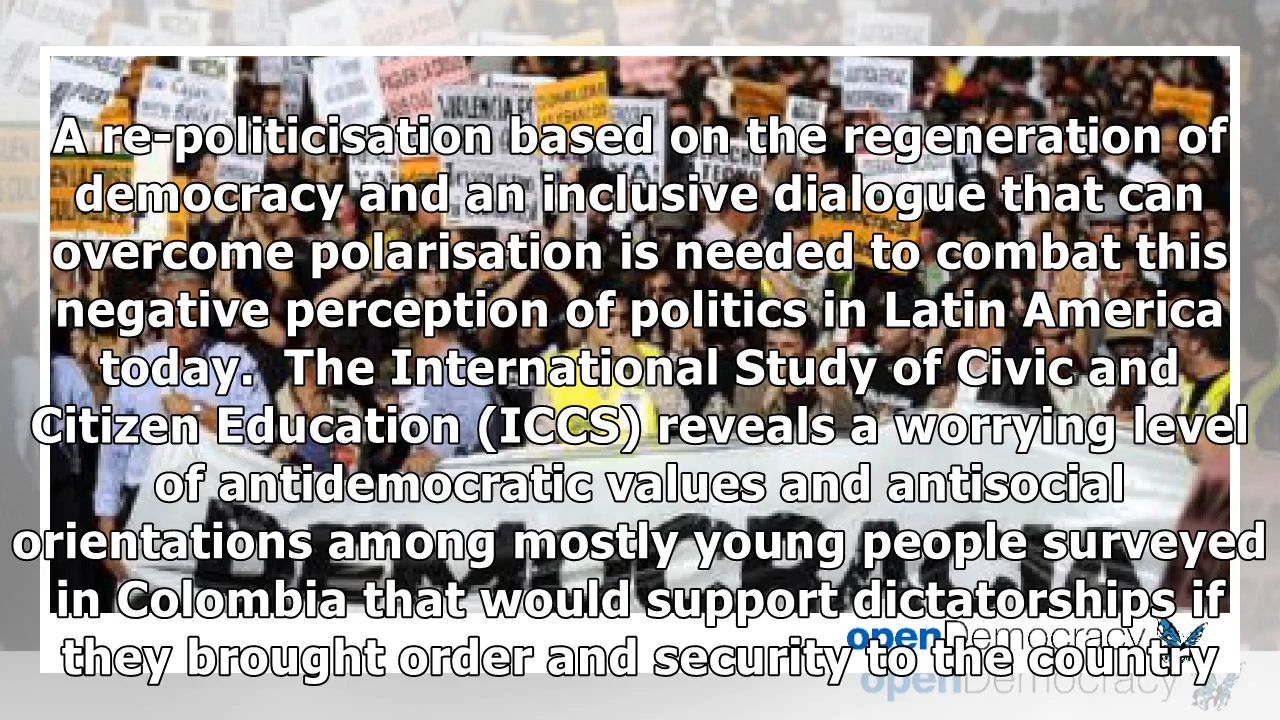 A re-politicisation based on the regeneration of
democracy and an inclusive dialogue that can
overcome polarisation is needed to combat this
negative perception of politics in Latin America
today.  The International Study of Civic and
Citizen Education (ICCS) reveals a worrying level
of antidemocratic values and antisocial
orientations among mostly young people surveyed
in Colombia that would support dictatorships if
they brought order and security to the country
DEMOCRACIA
openDemocracy
openDemocracy